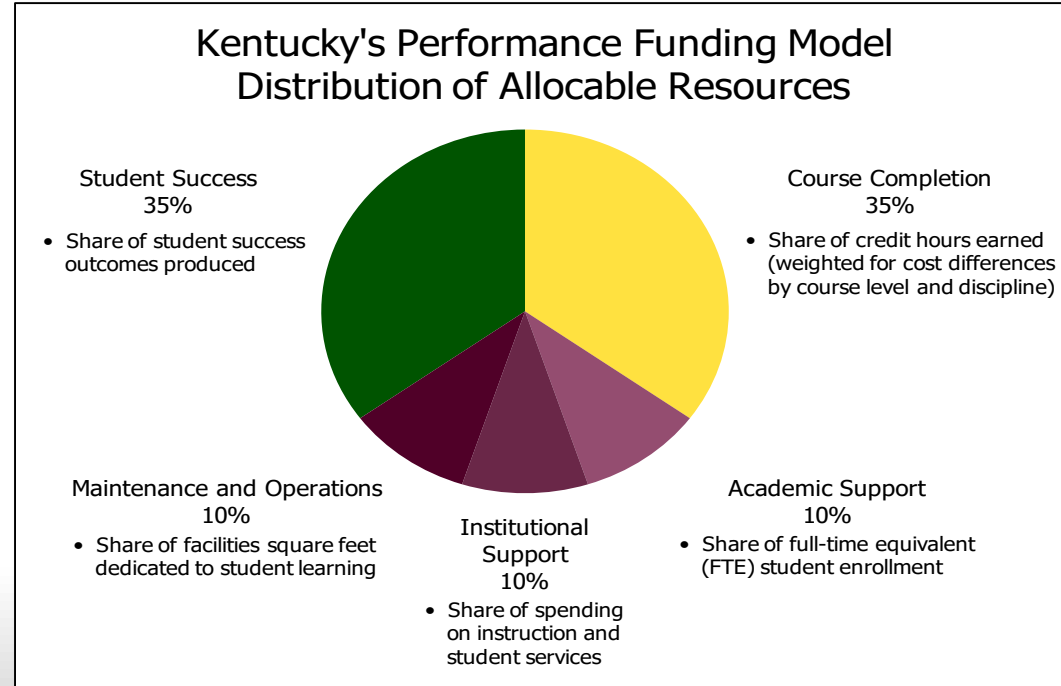 Kentucky's Performance Funding Model
Distribution of Allocable Resources
Student Success
35%
• Share of student success
outcomes produced
Course Completion
35%
• Share of credit hours earned
(weighted for cost differences
by course level and discipline)
Maintenance and Operations
10%
• Share of facilities square feet
dedicated to student learning
Institutional
Support
10%
• Share of spending
on instruction and
student services
Academic Support
10%
• Share of full-time equivalent
(FTE) student enrollment